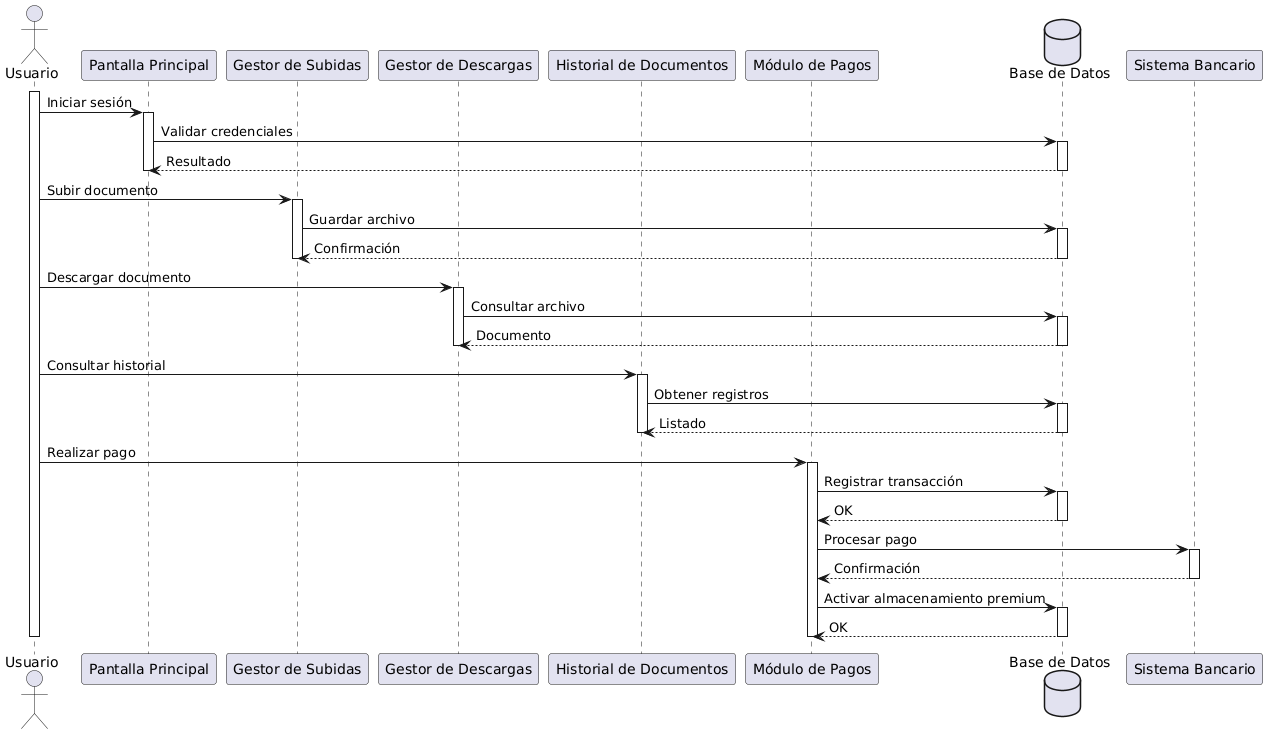 Usuario
Pantalla Principal
Gestor de Subidas
Gestor de Descargas
Historial de Documentos
Módulo de Pagos
Base de Datos
Sistema Bancario
Iniciar sesión
Validar credenciales
Resultado
Subir documento
Guardar archivo
Confirmación
Descargar documento
Consultar archivo
Documento
Consultar historial
Obtener registros
Listado
Realizar pago
Registrar transacción
OK
Procesar pago
Confirmación
Activar almacenamiento premium
OK
Usuario
Pantalla Principal
Gestor de Subidas
Gestor de Descargas
Historial de Documentos
Módulo de Pagos
Base de Datos
Sistema Bancario